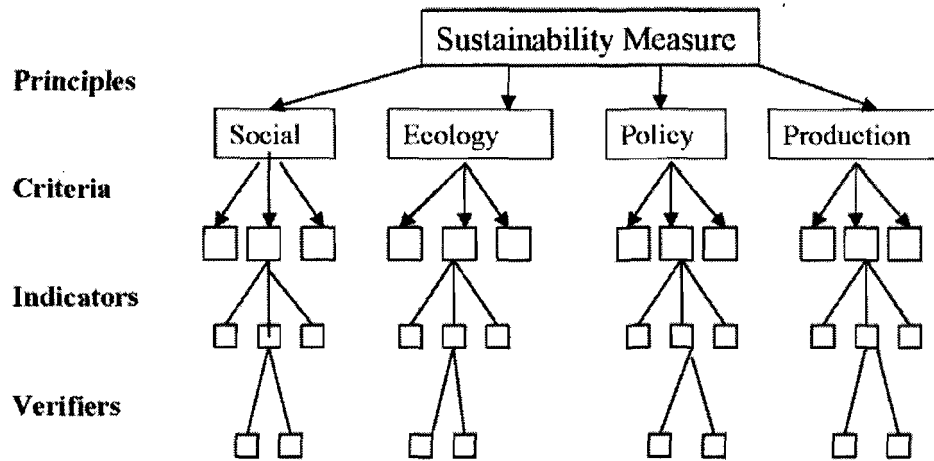 Sustainability Measure
Principles
Social Ecology Policy Production
Criteria
Indicators
Verifiers